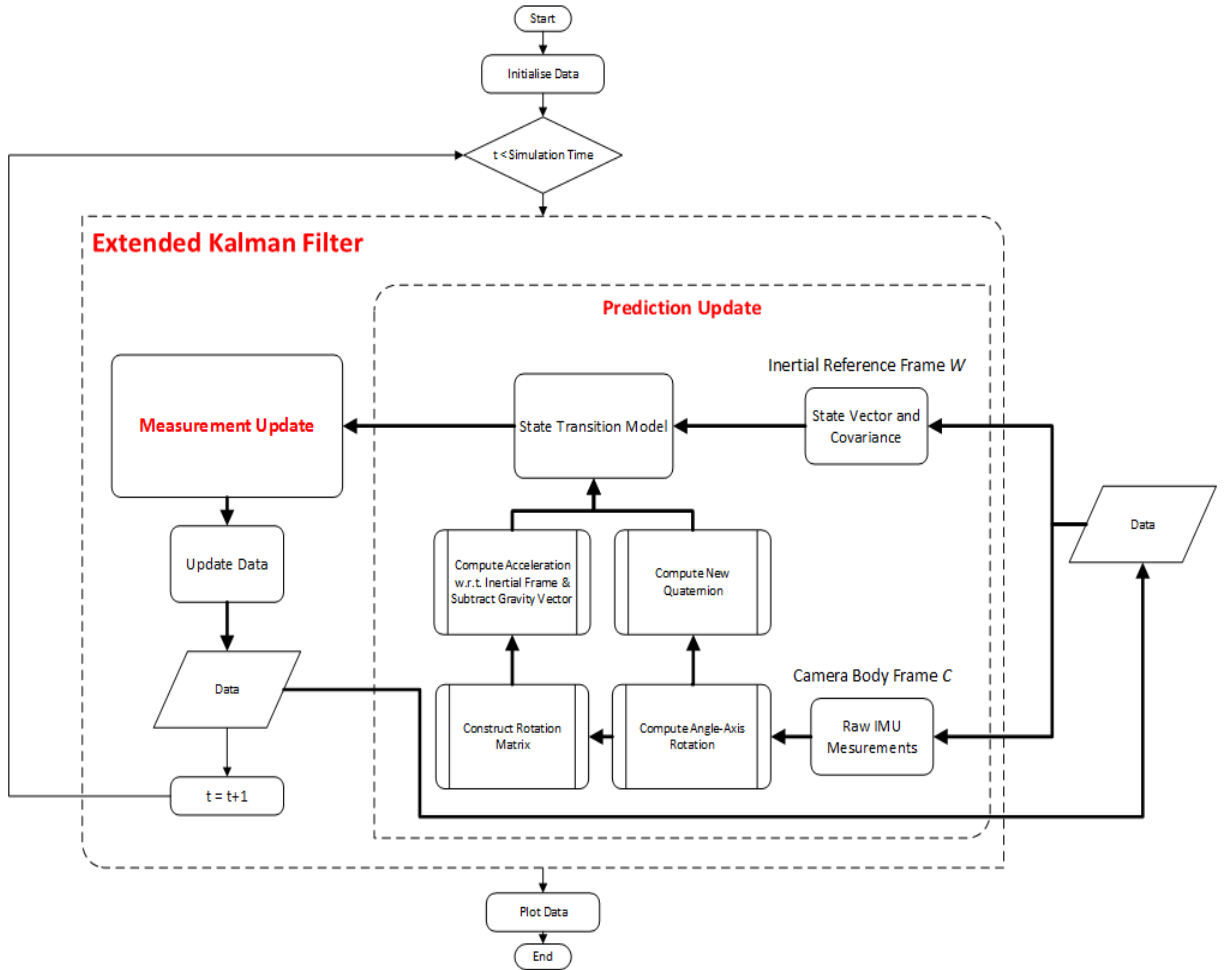 Start
Initialise Data
t < Simulation Time
Extended Kalman Filter
Prediction Update
Inertial Reference Frame W
Measurement Update
State Transition Model
State Vector and
Covariance
Data
Update Data
Compute Acceleration
w.r.t. Inertial Frame &
Subtract Gravity Vector
Compute New
Quaternion
Data
Camera Body Frame C
Construct Rotation
Matrix
Compute Angle-Axis
Rotation
Raw IMU
Mesurements
t = t+1
Plot Data
End